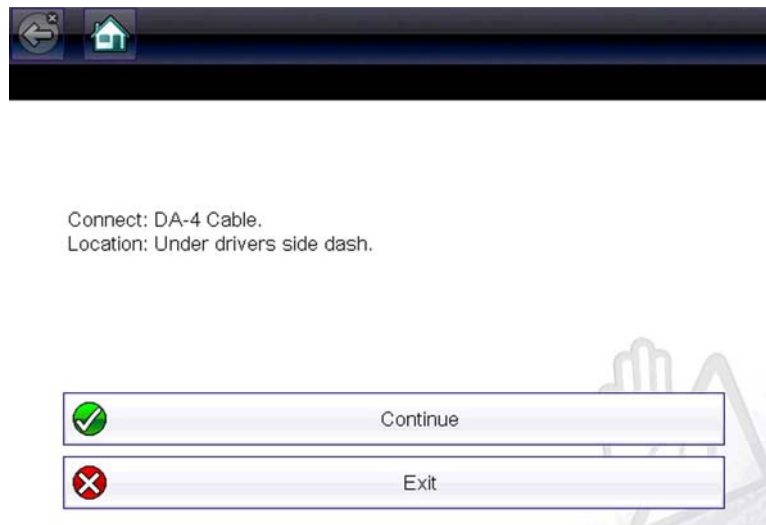 Connect: DA-4 Cable.
Location: Under drivers side dash.
Continue
Exit